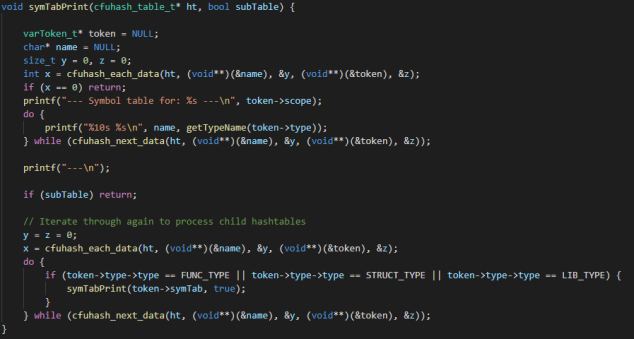 void symTabPrint(cfuhash_table_t* ht, bool subTable) {
varToken_t* token = NULL;
char* name = NULL;
size_t y = 0, z = 0;
int x = cfuhash_each_data(ht, (void**)(&name), &y, (void**)(&token), &z);
if (x == 0) return;
printf("--- Symbol table for: %s ---\n", token->scope);
do {
printf("%10s %s\n", name, getTypeName(token->type));
} while (cfuhash_next_data(ht, (void**)(&name), &y, (void**)(&token), &z));
printf("---\n");
if (subTable) return;
// Iterate through again to process child hashtables
y = z = 0;
x = cfuhash_each_data(ht, (void**)(&name), &y, (void**)(&token), &z);
do {
if (token->type->type == FUNC_TYPE || token->type->type == STRUCT_TYPE || token->type->type == LIB_TYPE) {
symTabPrint(token->symTab, true);
}
} while (cfuhash_next_data(ht, (void**)(&name), &y, (void**)(&token), &z));
}